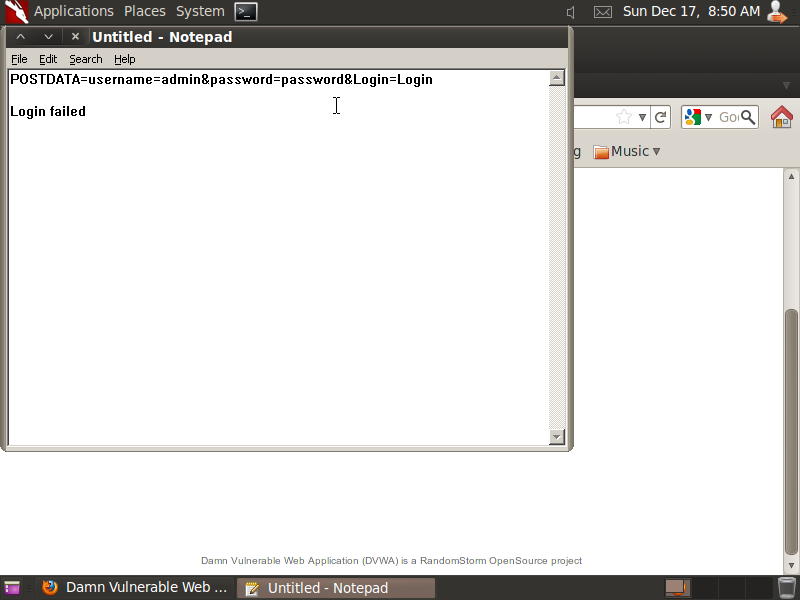 Applications Places System Sun Dec 17, 8:50 AM
Untitled - Notepad
File Edit Search Help
POSTDATA=username=admin&password=password&Login=Login
Login failed
Goo
g Music
Damn Vulnerable Web Application (DVWA) is a RandomStorm OpenSource project
Damn Vulnerable Web ... Untitled - Notepad